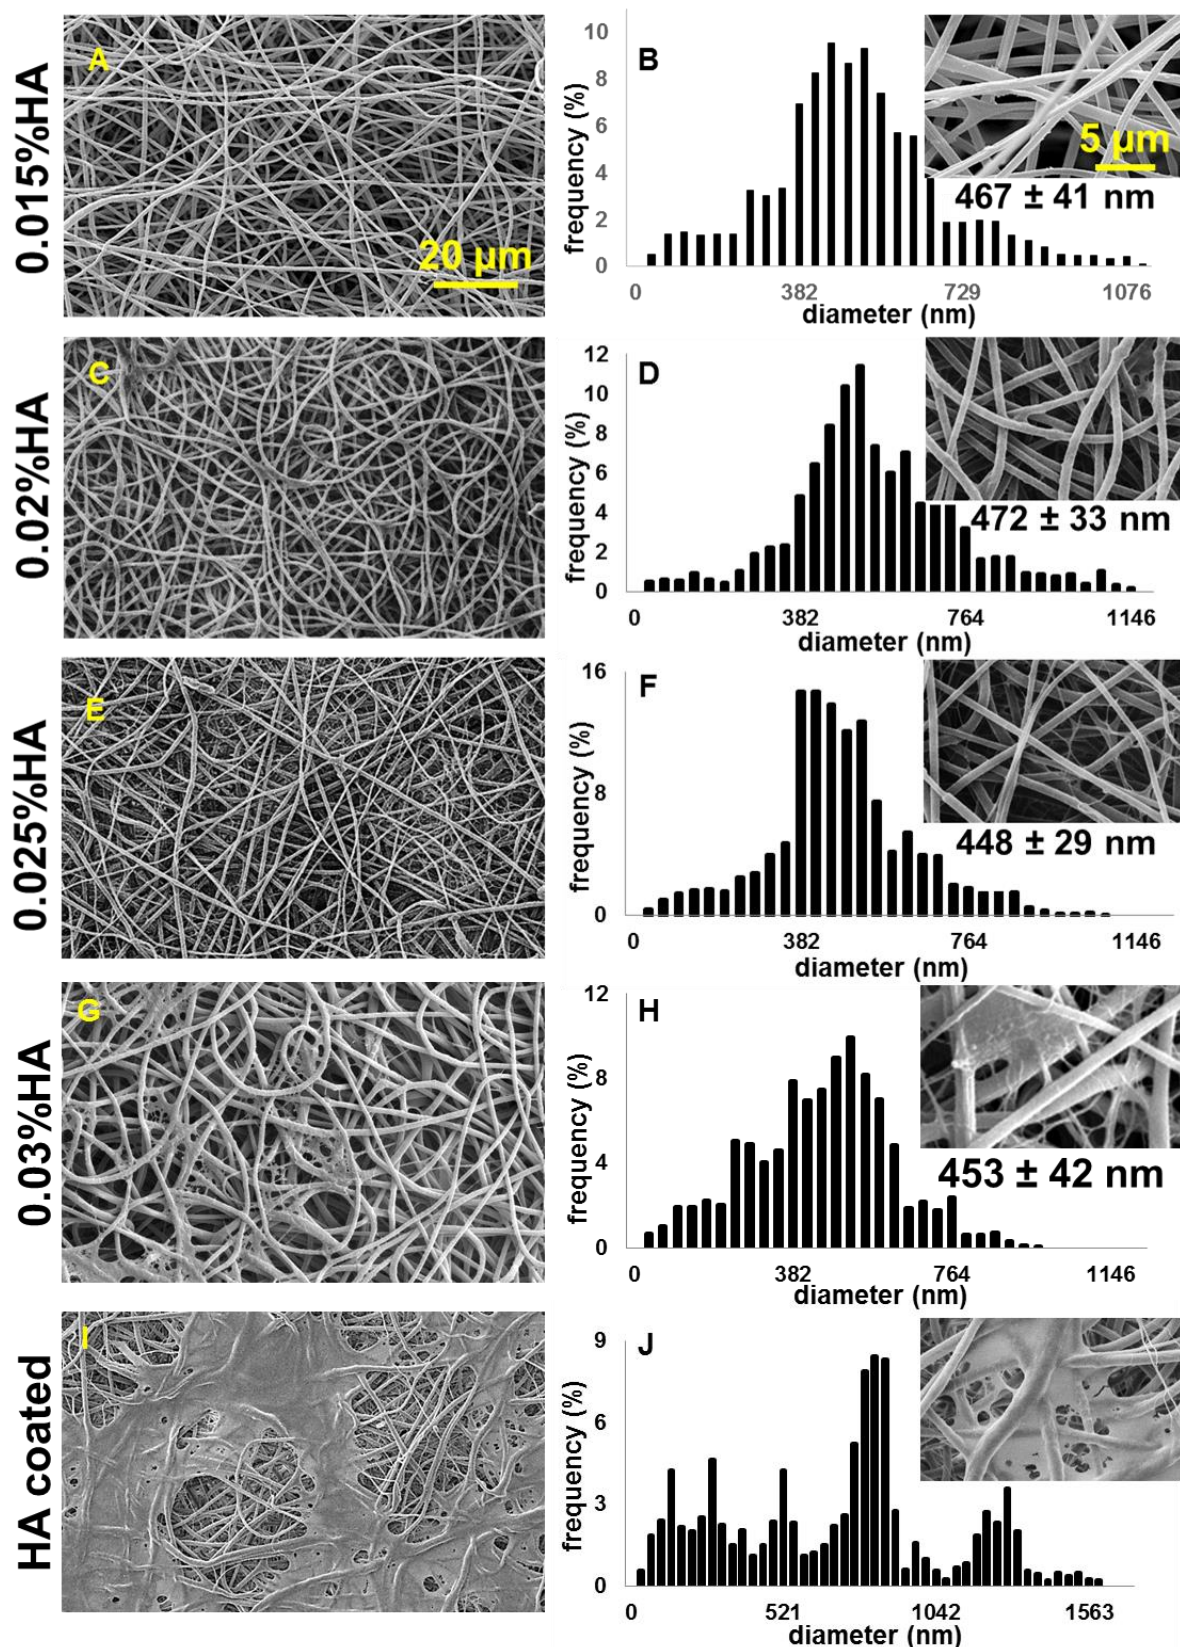 0.015%HA
A
20 µm
B
frequency (%)
10
8
6
4
2
0
5 µm
467 ± 41 nm
0 382 729 1076
diameter (nm)
0.02%HA
C
D
frequency (%)
12
10
8
6
4
2
0
472 ± 33 nm
0 382 764 1146
diameter (nm)
0.025%HA
E
F
frequency (%)
16
8
0
448 ± 29 nm
0 382 764 1146
diameter (nm)
0.03%HA
G
H
frequency (%)
12
8
4
0
453 ± 42 nm
0 382 764 1146
diameter (nm)
HA coated
I
J
frequency (%)
9
6
3
0
0 521 1042 1563
diameter (nm)